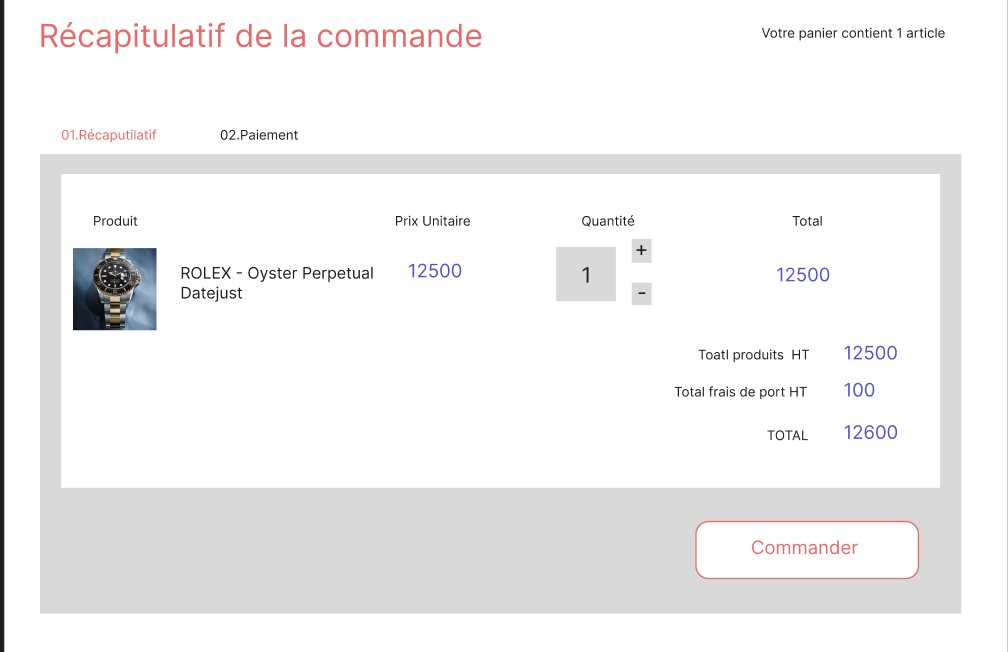 Récapitulatif de la commande
Votre panier contient 1 article
01.Récaputilatif
02.Paiement
Produit
Prix Unitaire
Quantité
Total
ROLEX - Oyster Perpetual
Datejust
12500
1
+
-
12500
Toatl produits HT
12500
Total frais de port HT
100
TOTAL
12600
Commander